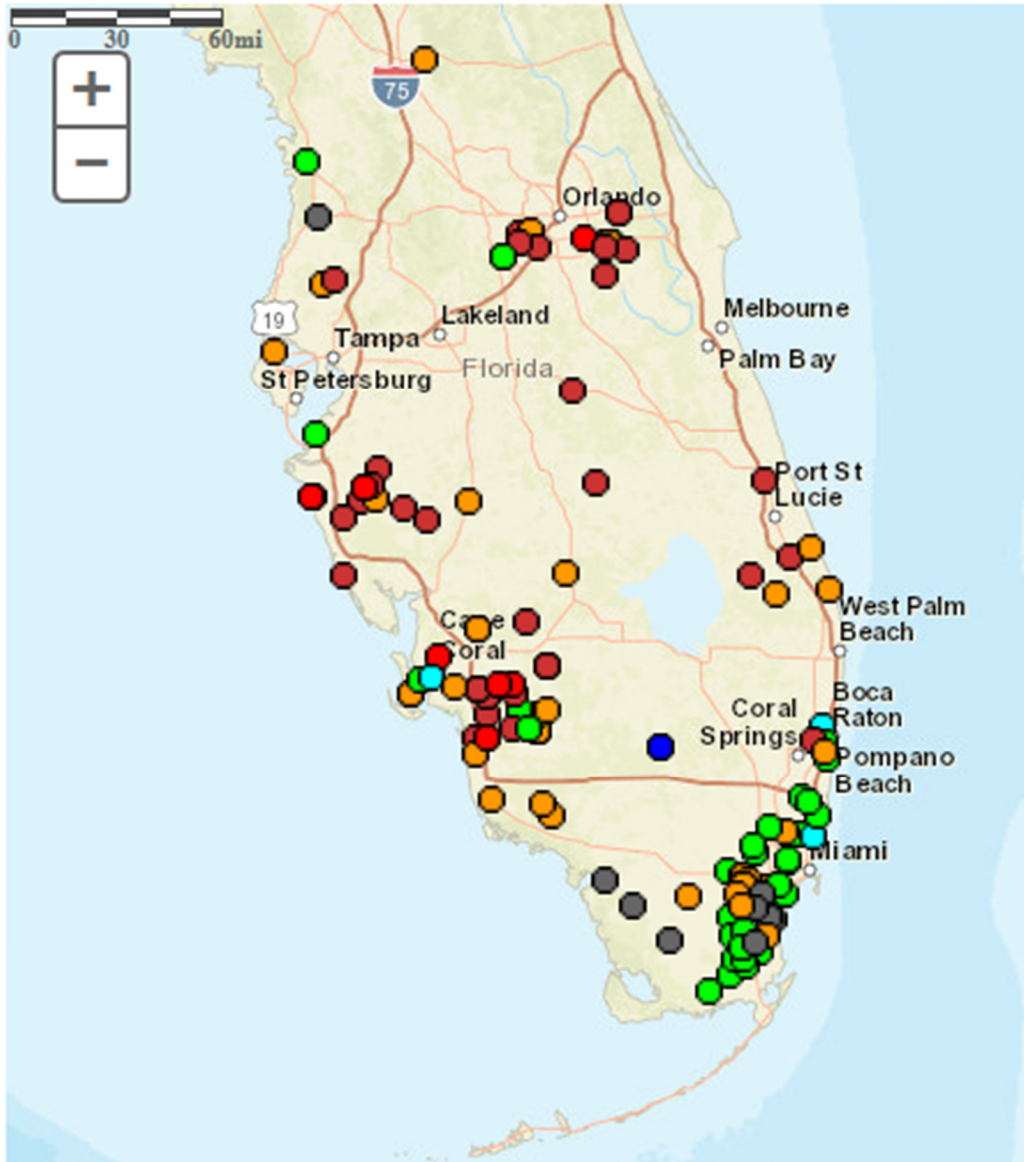 0 30 60mi
+
75
−
Orlando
19
Melbourne
Lakeland
Tampa
Palm Bay
Florida
St Petersburg
Port St
Lucie
West Palm
Beach
Cape
Coral
Boca
Raton
Coral
Springs
Pompano
Beach
Miami